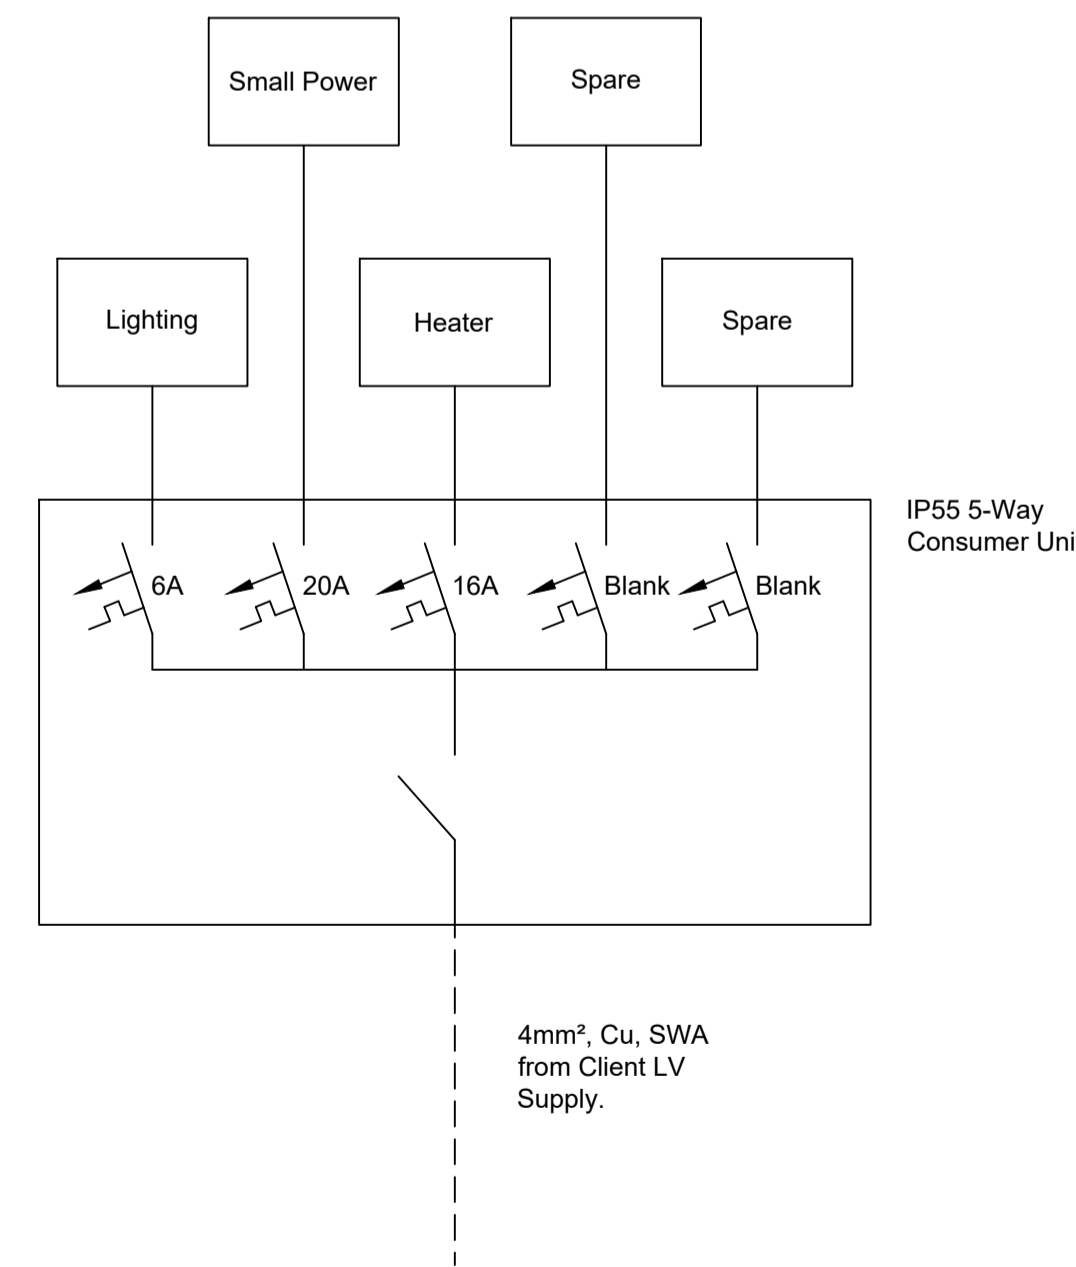 Small Power
Spare
Lighting
Heater
Spare
IP55 5-Way
Consumer Uni
6A
20A
16A
Blank
Blank
4mm², Cu, SWA
from Client LV
Supply.